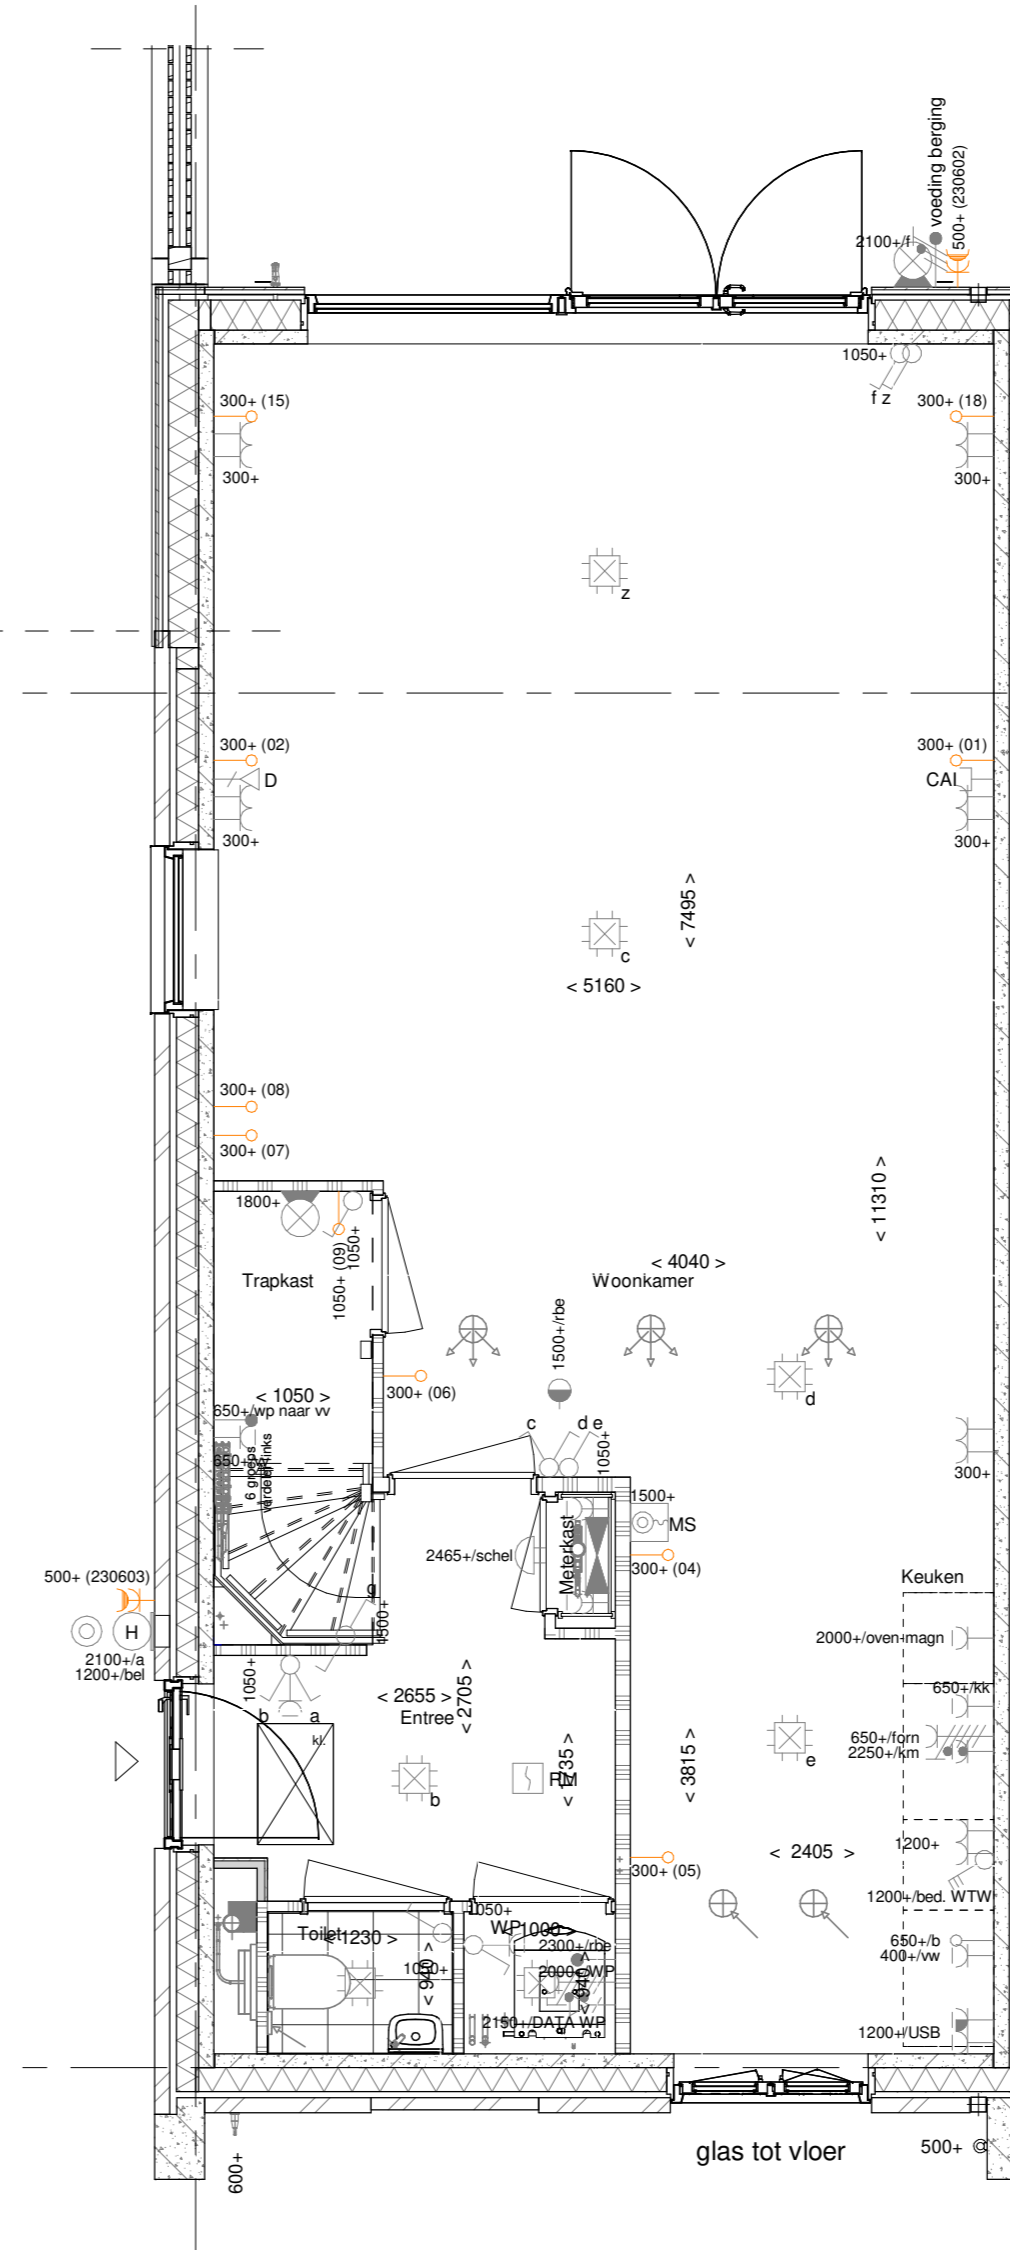 voeding berging
500+ (230602)
2100+/f
1050+
f z
300+ (15)
300+ (18)
300+
300+
z
300+ (02)
300+ (01)
D
CAI
300+
300+
< 7495 >
c
< 5160 >
300+ (08)
300+ (07)
< 11310 >
1800+
1050+ (09)
1050+
< 4040 >
Trapkast
Woonkamer
1500+/rbe
300+ (06)
d
< 1050 >
650+/wp naar vv
c
d e
1050+
6 groeps
300+
1500+
MS
Meterkast
2465+/schel
300+ (04)
500+ (230603)
Keuken
g
1500+
H
2000+/oven-magn
2100+/a
1200+/bel
1050+
< 2655 >
< 2705 >
Entree
650+/kk
b
a
kl.
650+/forn
2250+/km
e
RM
b
< 3815 >
1200+
< 2405 >
300+ (05)
1200+/bed. WTW
1050+
Toilet
< 1230 >
WP
< 1000 >
650+/b
400+/vw
2300+/rbe
1050+
< 940 >
2000+/WP
< 940 >
2150+/DATA WP
1200+/USB
glas tot vloer
500+ @
600+